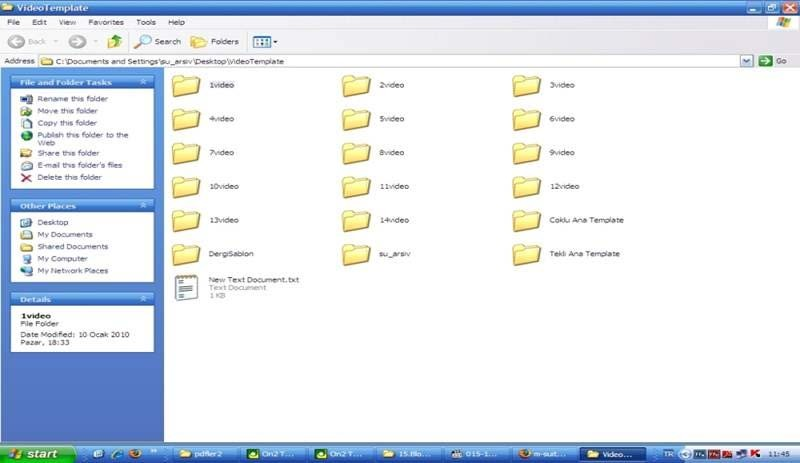 VideoTemplate
File Edit View Favorites Tools Help
Back Search Folders
Address C:\Documents and Settings\su_arsiv\Desktop\VideoTemplate Go
File and Folder Tasks
Rename this folder
Move this folder
Copy this folder
Publish this folder to the
Web
Share this folder
E-mail this folder's files
Delete this folder
Other Places
Desktop
My Documents
Shared Documents
My Computer
My Network Places
Details
1video
File Folder
Date Modified: 10 Ocak 2010
Pazar, 18:33
1video 2video 3video
4video 5video 6video
7video 8video 9video
10video 11video 12video
13video 14video Coklu Ana Template
DergiSablon su_arsiv Tekli Ana Template
New Text Document.txt
Text Document
1 KB
start pdfler2 On2 T... On2 T... 15.Blo... 015-1... m-suit... Video... TR 11:45